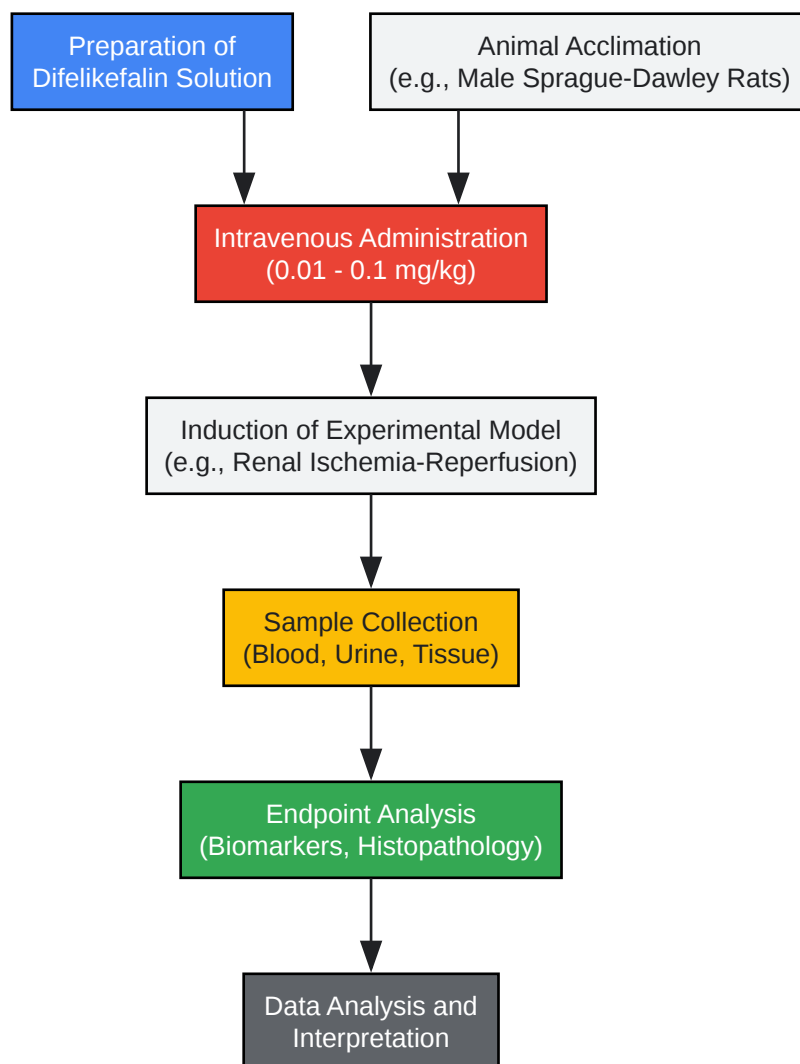 Preparation of
Difelikefalin Solution
Animal Acclimation
(e.g., Male Sprague-Dawley Rats)
Intravenous Administration
(0.01 - 0.1 mg/kg)
Induction of Experimental Model
(e.g., Renal Ischemia-Reperfusion)
Sample Collection
(Blood, Urine, Tissue)
Endpoint Analysis
(Biomarkers, Histopathology)
Data Analysis and
Interpretation